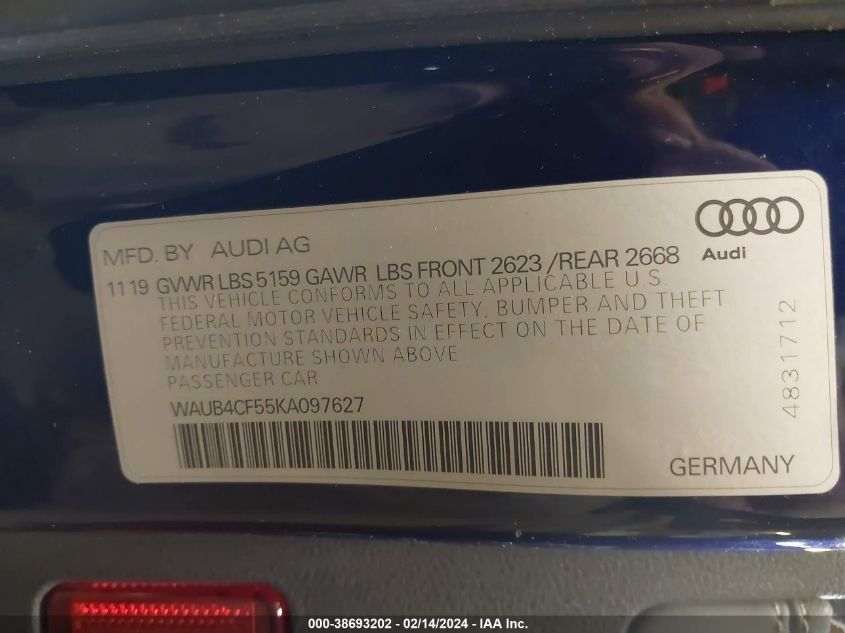 MFD. BY AUDI AG
Audi
11 19 GVWR LBS 5159 GAWR LBS FRONT 2623 /REAR 2668
THIS VEHICLE CONFORMS TO ALL APPLICABLE U.S.
FEDERAL MOTOR VEHICLE SAFETY, BUMPER AND THEFT
PREVENTION STANDARDS IN EFFECT ON THE DATE OF
MANUFACTURE SHOWN ABOVE
PASSENGER CAR
WAUB4CF55KA097627
4831712
GERMANY
000-38693202 - 02/14/2024 - IAA Inc.